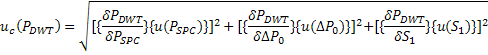 u_c(P_{DWT}) = \sqrt{[\{\frac{\delta P_{DWT}}{\delta P_{SPC}}\}\{u(P_{SPC})\}]^2 + [\{\frac{\delta P_{DWT}}{\delta \Delta P_0}\}\{u(\Delta P_0)\}]^2 + [\{\frac{\delta P_{DWT}}{\delta S_1}\}\{u(S_1)\}]^2}